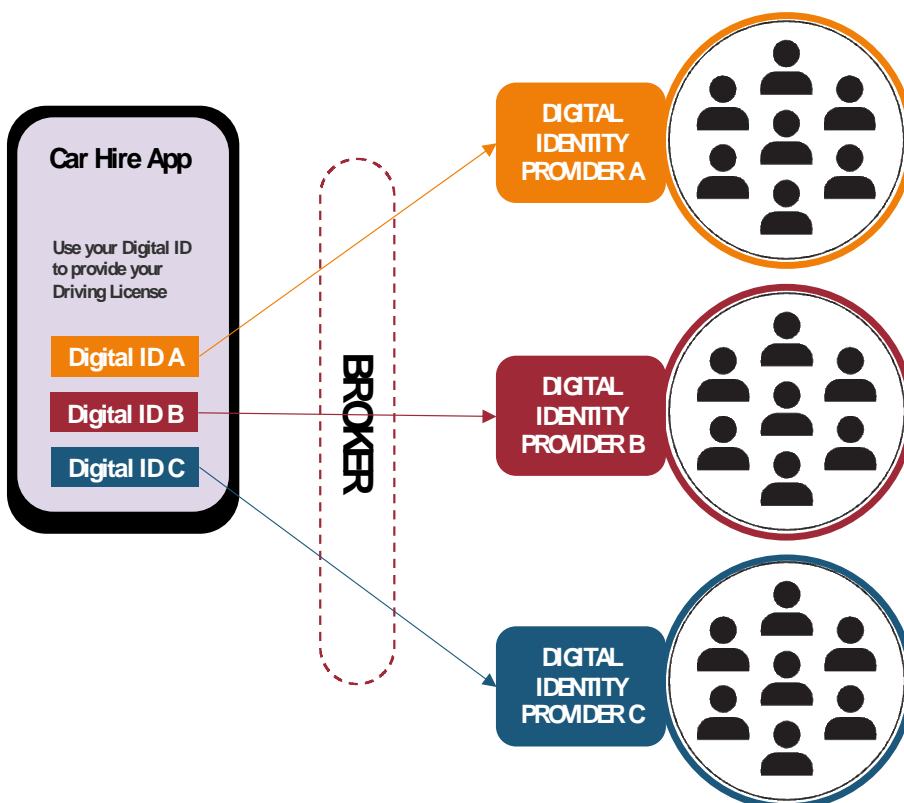 Car Hire App
Use your Digital ID
to provide your
Driving License
Digital ID A
Digital ID B
Digital ID C
BROKER
DIGITAL
IDENTITY
PROVIDER A
DIGITAL
IDENTITY
PROVIDER B
DIGITAL
IDENTITY
PROVIDER C